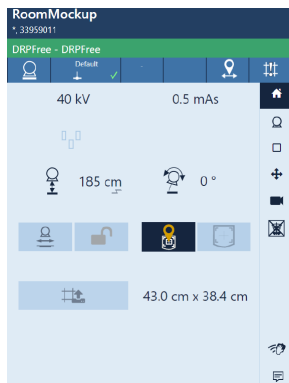 RoomMockup
*, 33959011
DRPFree - DRPFree
Default
40 kV 0.5 mAs
185 cm 0 °
43.0 cm x 38.4 cm